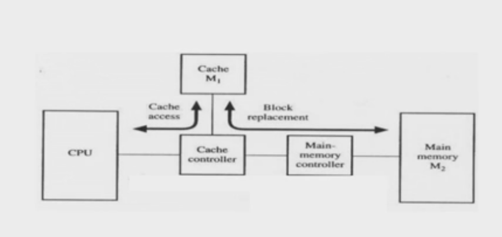 Cache
M₁
Cache
access
Block
replacement
CPU
Cache
controller
Main-
memory
controller
Main
memory
M₂